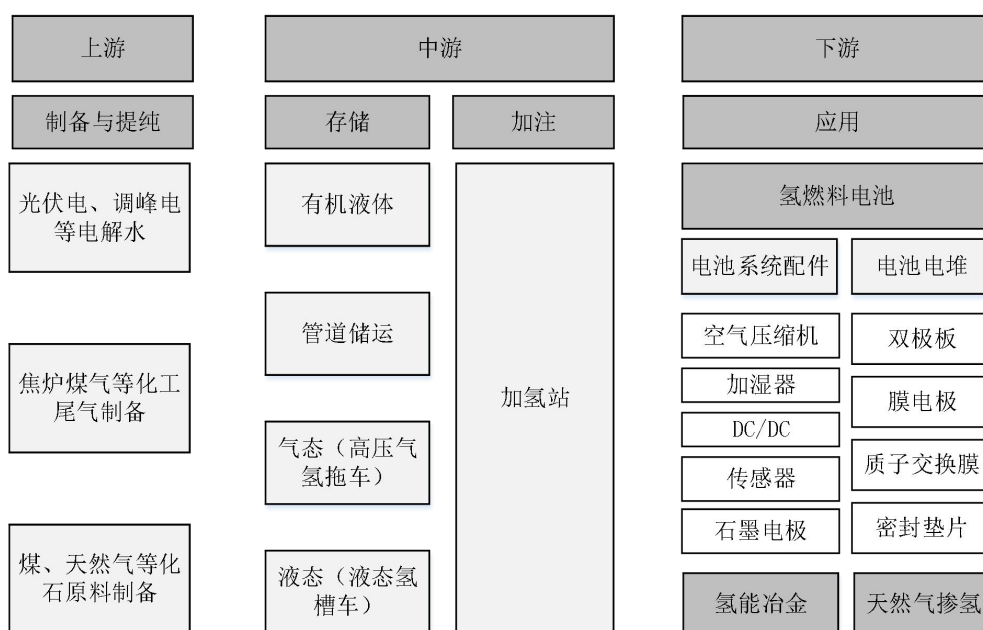 上游
制备与提纯
光伏电、调峰电
等电解水
焦炉煤气等化工
尾气制备
煤、天然气等化
石原料制备
中游
存储
加注
有机液体
管道储运
气态（高压气
氢拖车）
液态（液态氢
槽车）
加氢站
下游
应用
氢燃料电池
电池系统配件
空气压缩机
加湿器
DC/DC
传感器
石墨电极
电池电堆
双极板
膜电极
质子交换膜
密封垫片
氢能冶金
天然气掺氢